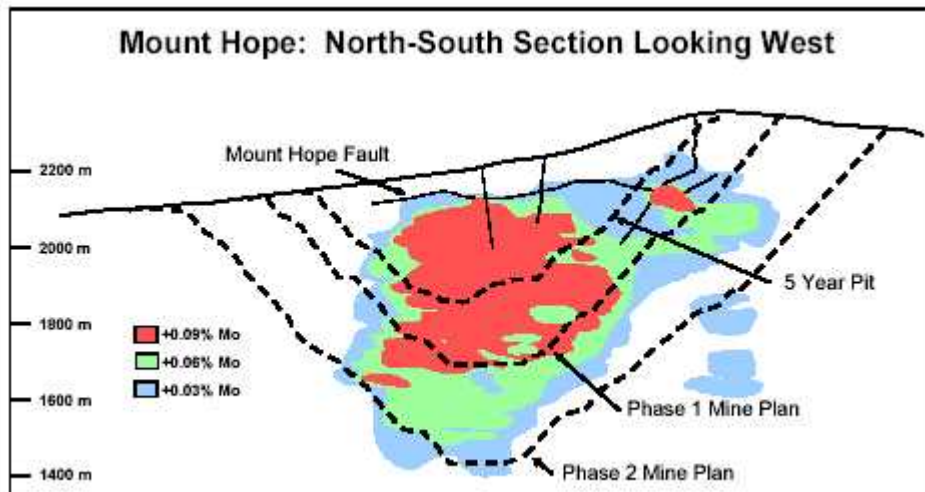 Mount Hope: North-South Section Looking West
Mount Hope Fault
2200 m
2000 m
5 Year Pit
1800 m
+0.09% Mo
+0.06% Mo
+0.03% Mo
1600 m
Phase 1 Mine Plan
Phase 2 Mine Plan
1400 m